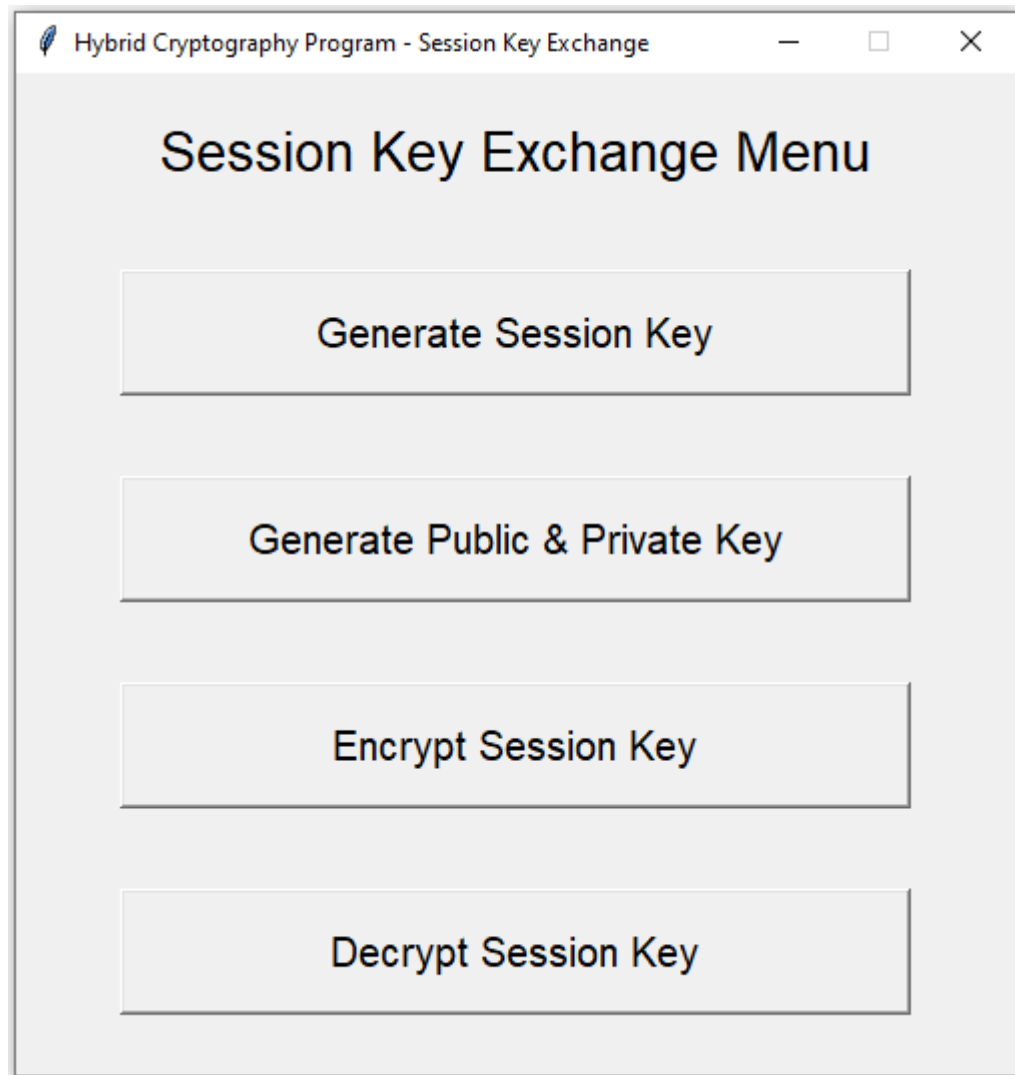 Hybrid Cryptography Program - Session Key Exchange
Session Key Exchange Menu
Generate Session Key
Generate Public & Private Key
Encrypt Session Key
Decrypt Session Key